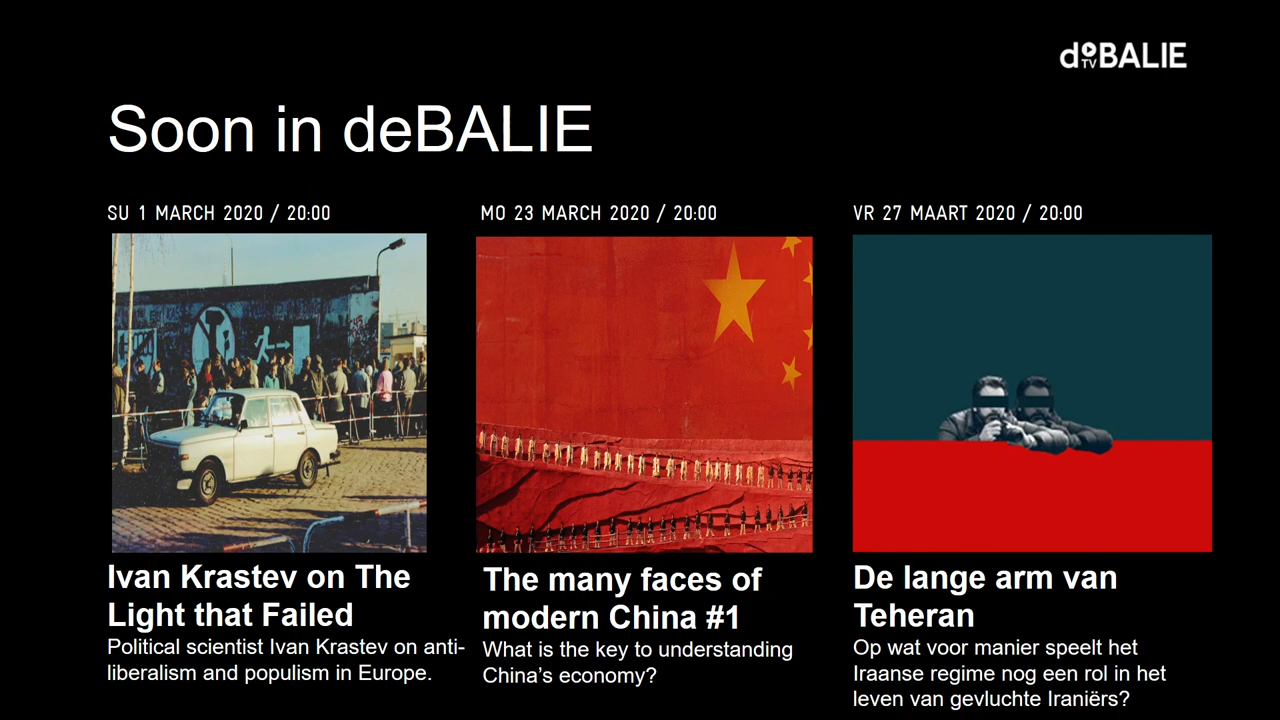 deBALIE
TV
Soon in deBALIE
SU 1 MARCH 2020 / 20:00
Ivan Krastev on The
Light that Failed
Political scientist Ivan Krastev on anti-
liberalism and populism in Europe.
MO 23 MARCH 2020 / 20:00
The many faces of
modern China #1
What is the key to understanding
China’s economy?
VR 27 MAART 2020 / 20:00
De lange arm van
Teheran
Op wat voor manier speelt het
Iraanse regime nog een rol in het
leven van gevluchte Iraniërs?